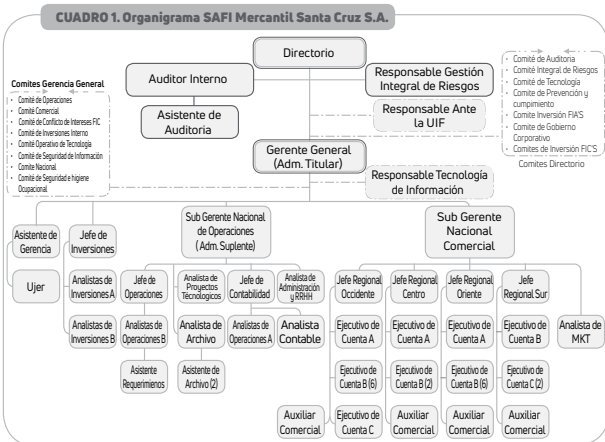 CUADRO 1. Organigrama SAFI Mercantil Santa Cruz S.A.
Directorio
Auditor Interno
Responsable Gestión
Integral de Riesgos
Asistente de
Auditoria
Responsable Ante
la UIF
Gerente General
(Adm. Titular)
Responsable Tecnología
de Información
Comites Gerencia General
• Comité de Operaciones
• Comité Comercial
• Comité de Conflicto de Intereses FIC
• Comité de Inversiones Interno
• Comité Operativo de Tecnología
• Comité de Seguridad de Información
• Comite Nacional
• Comité de Seguridad e higiene
Ocupacional
• Comité de Auditoria
• Comité Integral de Riesgos
• Comité de Tecnología
• Comite de Prevención y
cumpimiento
• Comite Inversión FIA'S
• Comite de Gobierno
Corporativo
• Comites de Inversión FIC'S
Comites Directorio
Asistente de
Gerencia
Ujer
Jefe de
Inversiones
Analistas de
Inversiones A
Analistas de
Inversiones B
Sub Gerente Nacional
de Operaciones
(Adm. Suplente)
Jefe de
Operaciones
Analistas de
Operaciones B
Asistente
Requerimienos
Analista de
Proyectos
Técnologicos
Analista de
Archivo
Asistente de
Archivo (2)
Jefe de
Contabilidad
Analistas de
Operaciones A
Analista de
Administración
y RRHH
Analista
Contable
Sub Gerente
Nacional
Comercial
Jefe Regional
Occidente
Ejecutivo de
Cuenta A
Ejecutivo de
Cuenta B (6)
Auxiliar
Comercial
Ejecutivo de
Cuenta C
Jefe Regional
Centro
Ejecutivo de
Cuenta A
Ejecutivo de
Cuenta B (2)
Auxiliar
Comercial
Jefe Regional
Oriente
Ejecutivo de
Cuenta A
Ejecutivo de
Cuenta B (6)
Auxiliar
Comercial
Jefe
Regional Sur
Ejecutivo de
Cuenta B
Ejecutivo de
Cuenta C (2)
Auxiliar
Comercial
Analista de
MKT